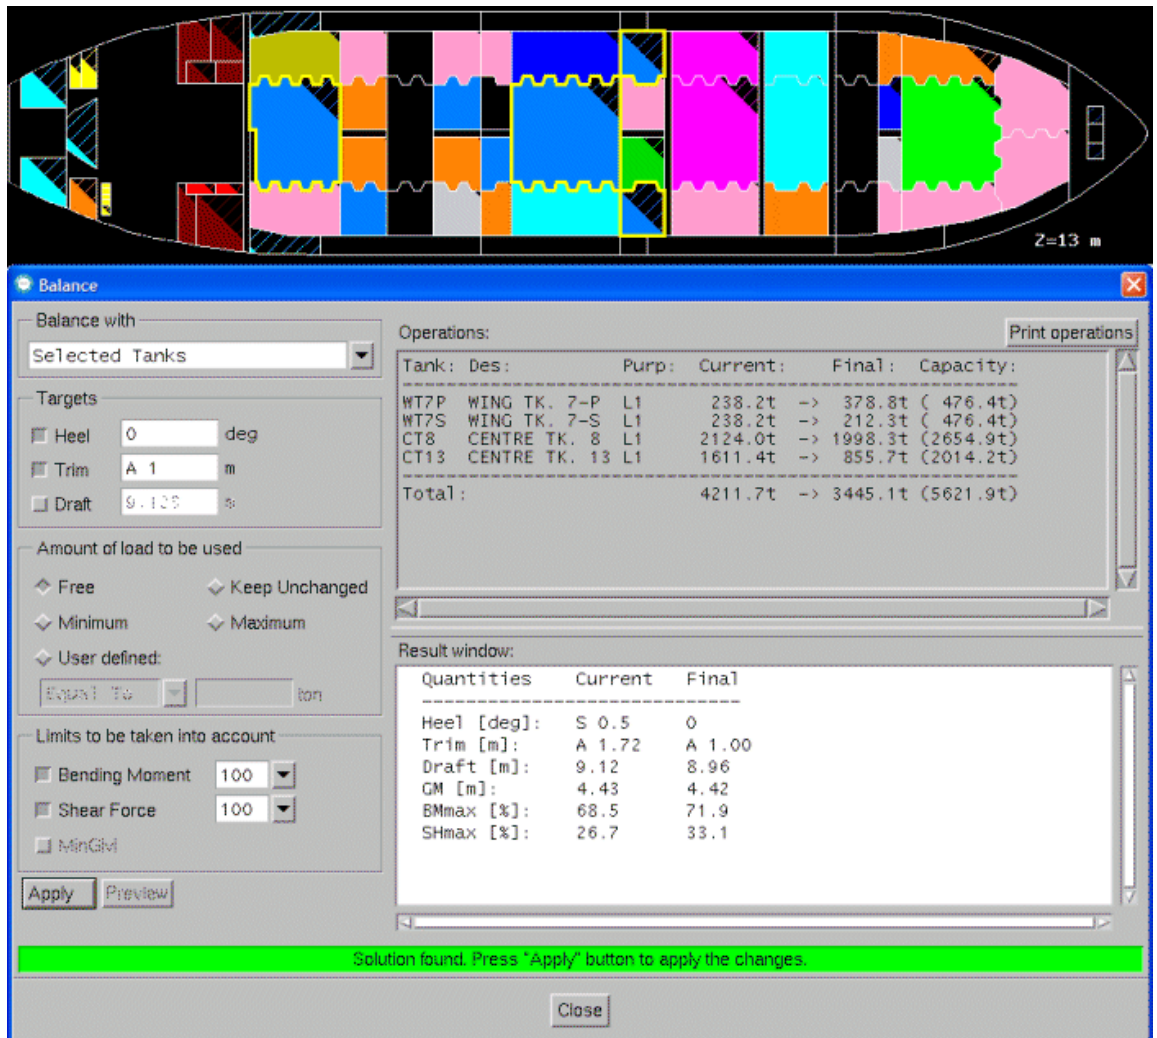 Z=13 m
Balance
Balance with
Selected Tanks
Targets
Heel 0 deg
Trim A 1 m
Draft 9.125
Amount of load to be used
Free Keep Unchanged
Minimum Maximum
User defined:
Equal To ton
Limits to be taken into account
Bending Moment 100
Shear Force 100
MinGM
Apply Preview
Operations: Print operations
Tank: Des: Purp: Current: Final: Capacity:
WT7P WING TK. 7-P L1 238.2t -> 378.8t ( 476.4t)
WT7S WING TK. 7-S L1 238.2t -> 212.3t ( 476.4t)
CT8 CENTRE TK. 8 L1 2124.0t -> 1998.3t (2654.9t)
CT13 CENTRE TK. 13 L1 1611.4t -> 855.7t (2014.2t)
Total: 4211.7t -> 3445.1t (5621.9t)
Result window:
Quantities Current Final
Heel [deg]: S 0.5 0
Trim [m]: A 1.72 A 1.00
Draft [m]: 9.12 8.96
GM [m]: 4.43 4.42
BMmax [%]: 68.5 71.9
SHmax [%]: 26.7 33.1
Solution found. Press "Apply" button to apply the changes.
Close